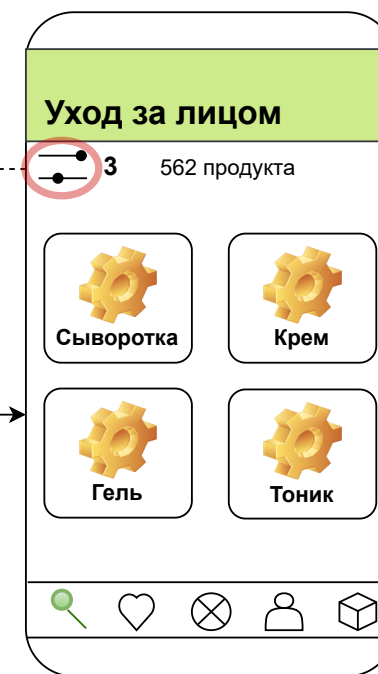 Уход за лицом
3 562 продукта
Сыворотка Крем
Гель Тоник